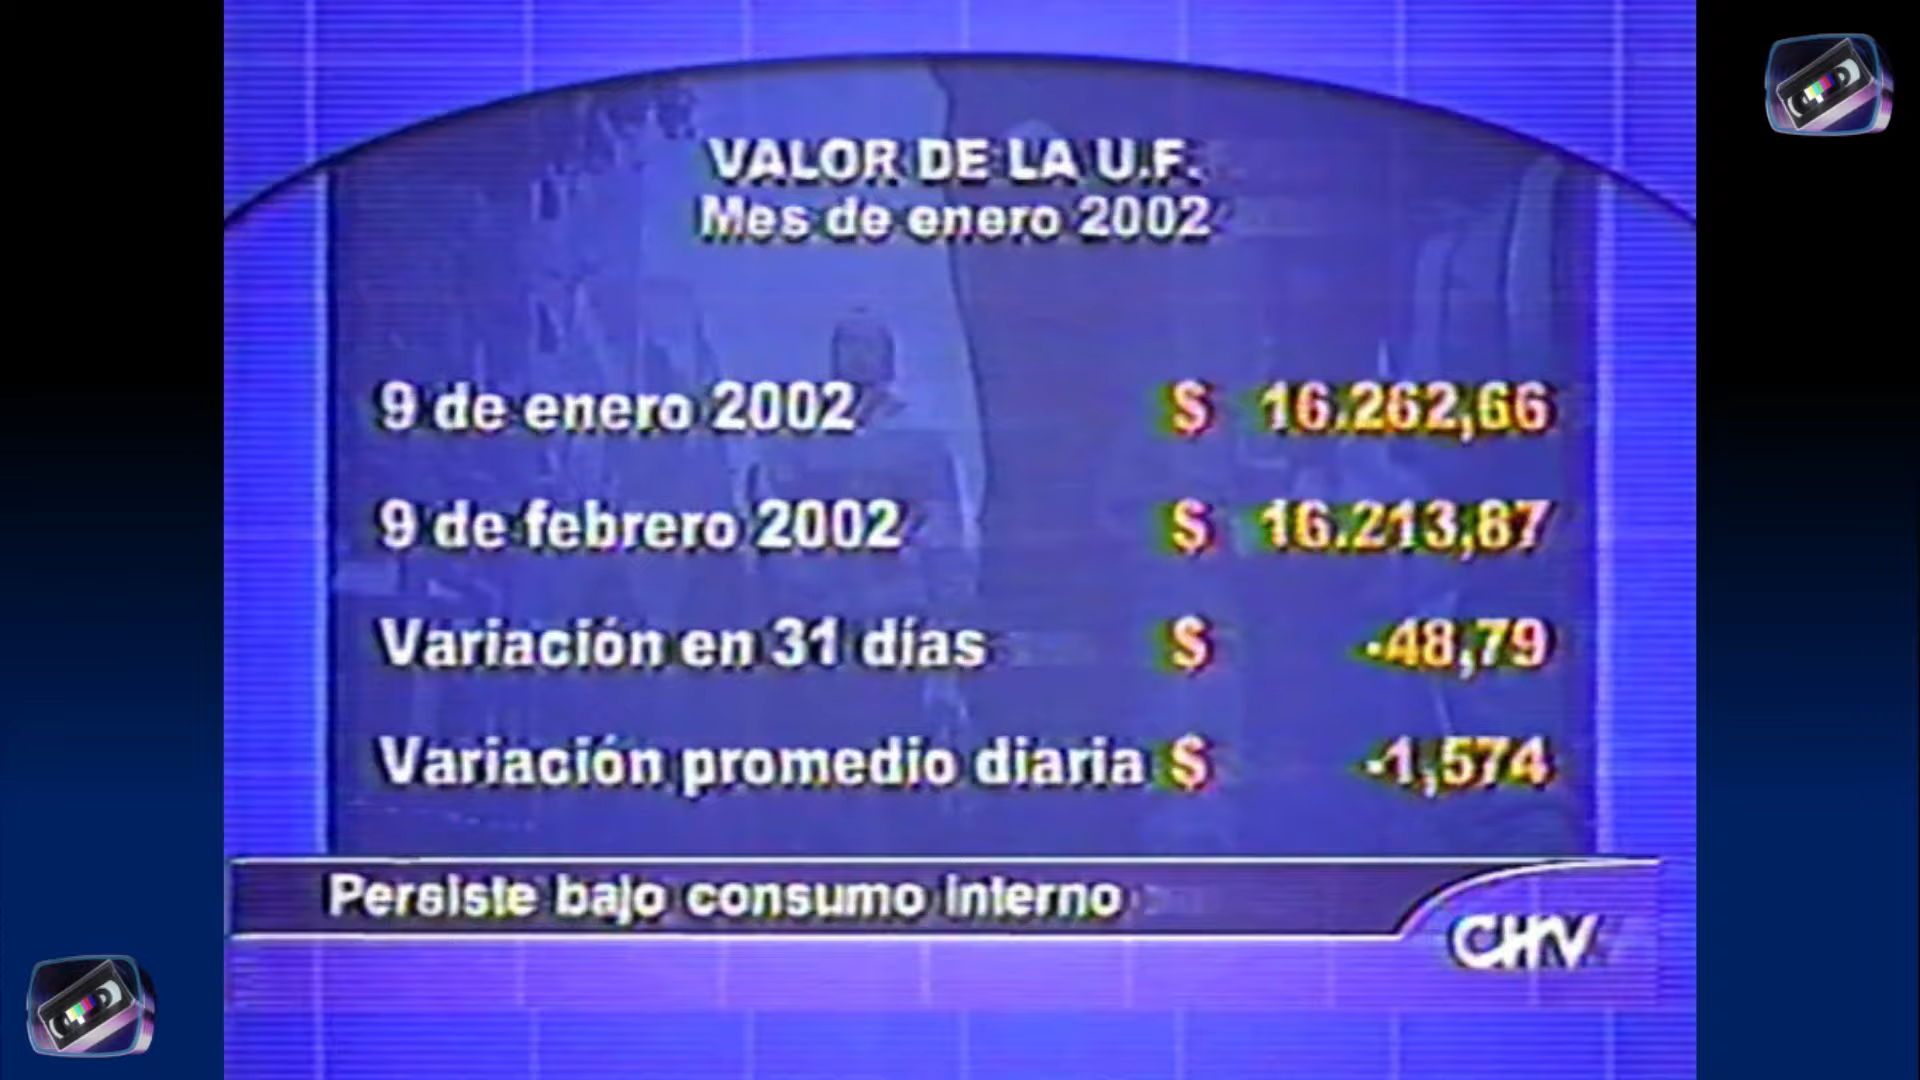 VALOR DE LA U.F.
Mes de enero 2002
9 de enero 2002 $ 16.262,66
9 de febrero 2002 $ 16.213,87
Variación en 31 días $ -48,79
Variación promedio diaria $ -1,574
Persiste bajo consumo interno
CHV